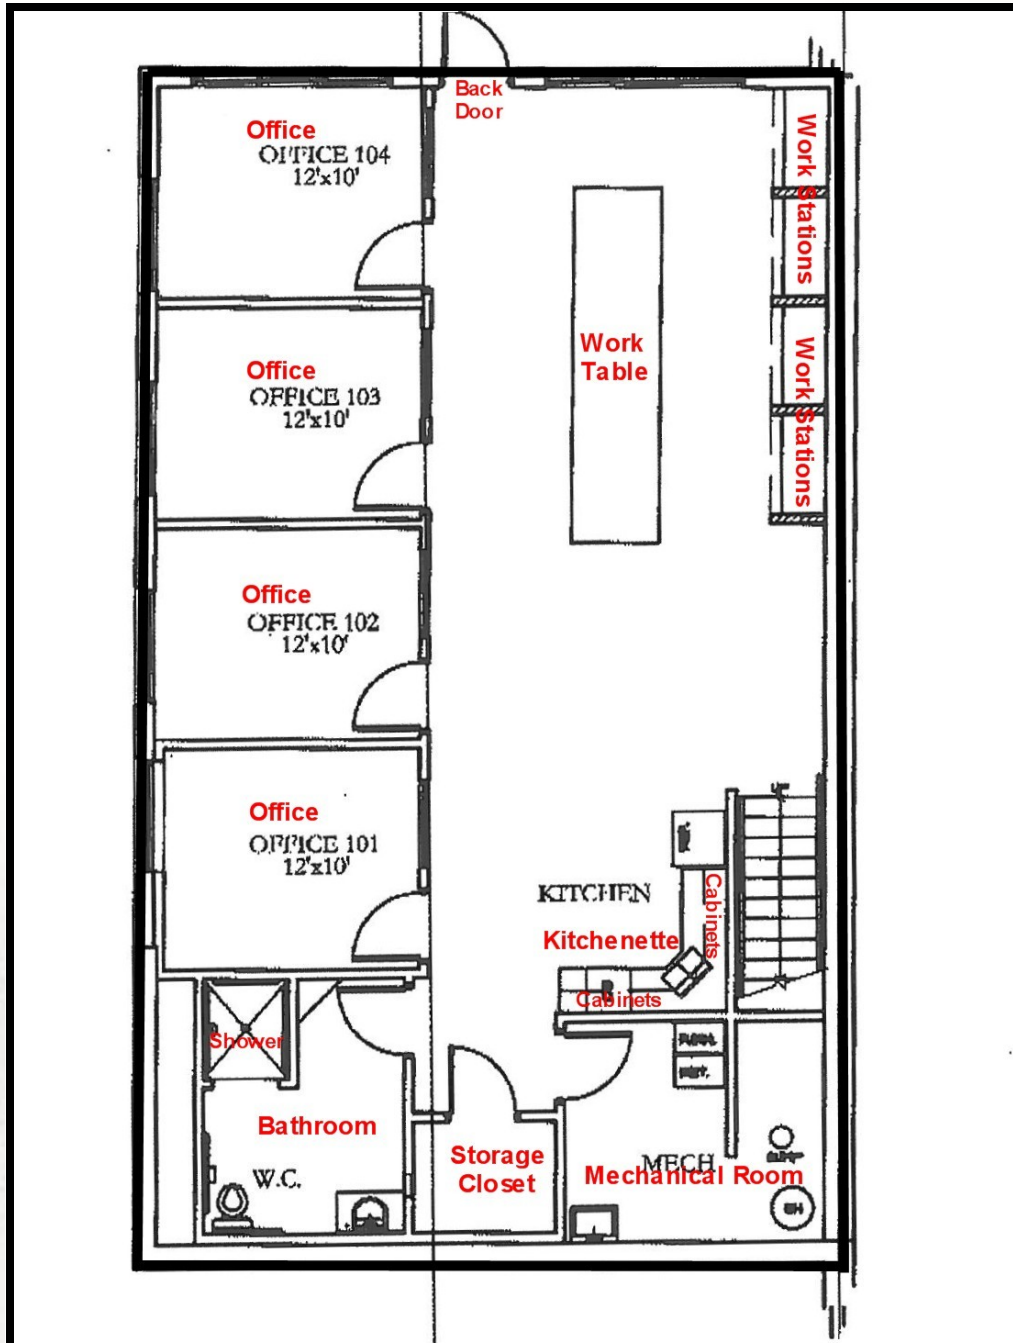 Back
Door
Office
OFFICE 104
12'x10'
Work Stations
Work
Table
Office
OFFICE 103
12'x10'
Work Stations
Office
OFFICE 102
12'x10'
Office
OFFICE 101
12'x10'
KITCHEN
Cabinets
Kitchenette
Cabinets
Shower
Bathroom
W.C.
Storage
Closet
MECH
Mechanical Room